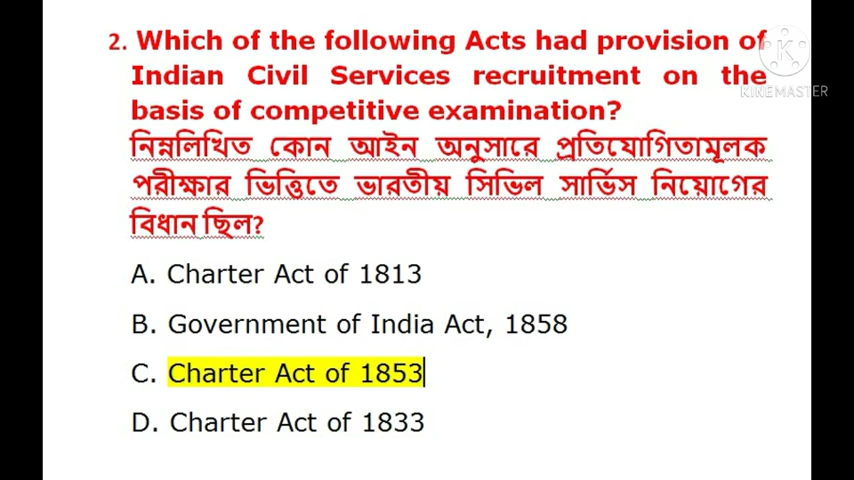 2. Which of the following Acts had provision of
Indian Civil Services recruitment on the
basis of competitive examination?
নিম্নলিখিত কোন আইন অনুসারে প্রতিযোগিতামূলক
পরীক্ষার ভিত্তিতে ভারতীয় সিভিল সার্ভিস নিয়োগের
বিধান ছিল?
A. Charter Act of 1813
B. Government of India Act, 1858
C. Charter Act of 1853
D. Charter Act of 1833
K
KINEMASTER